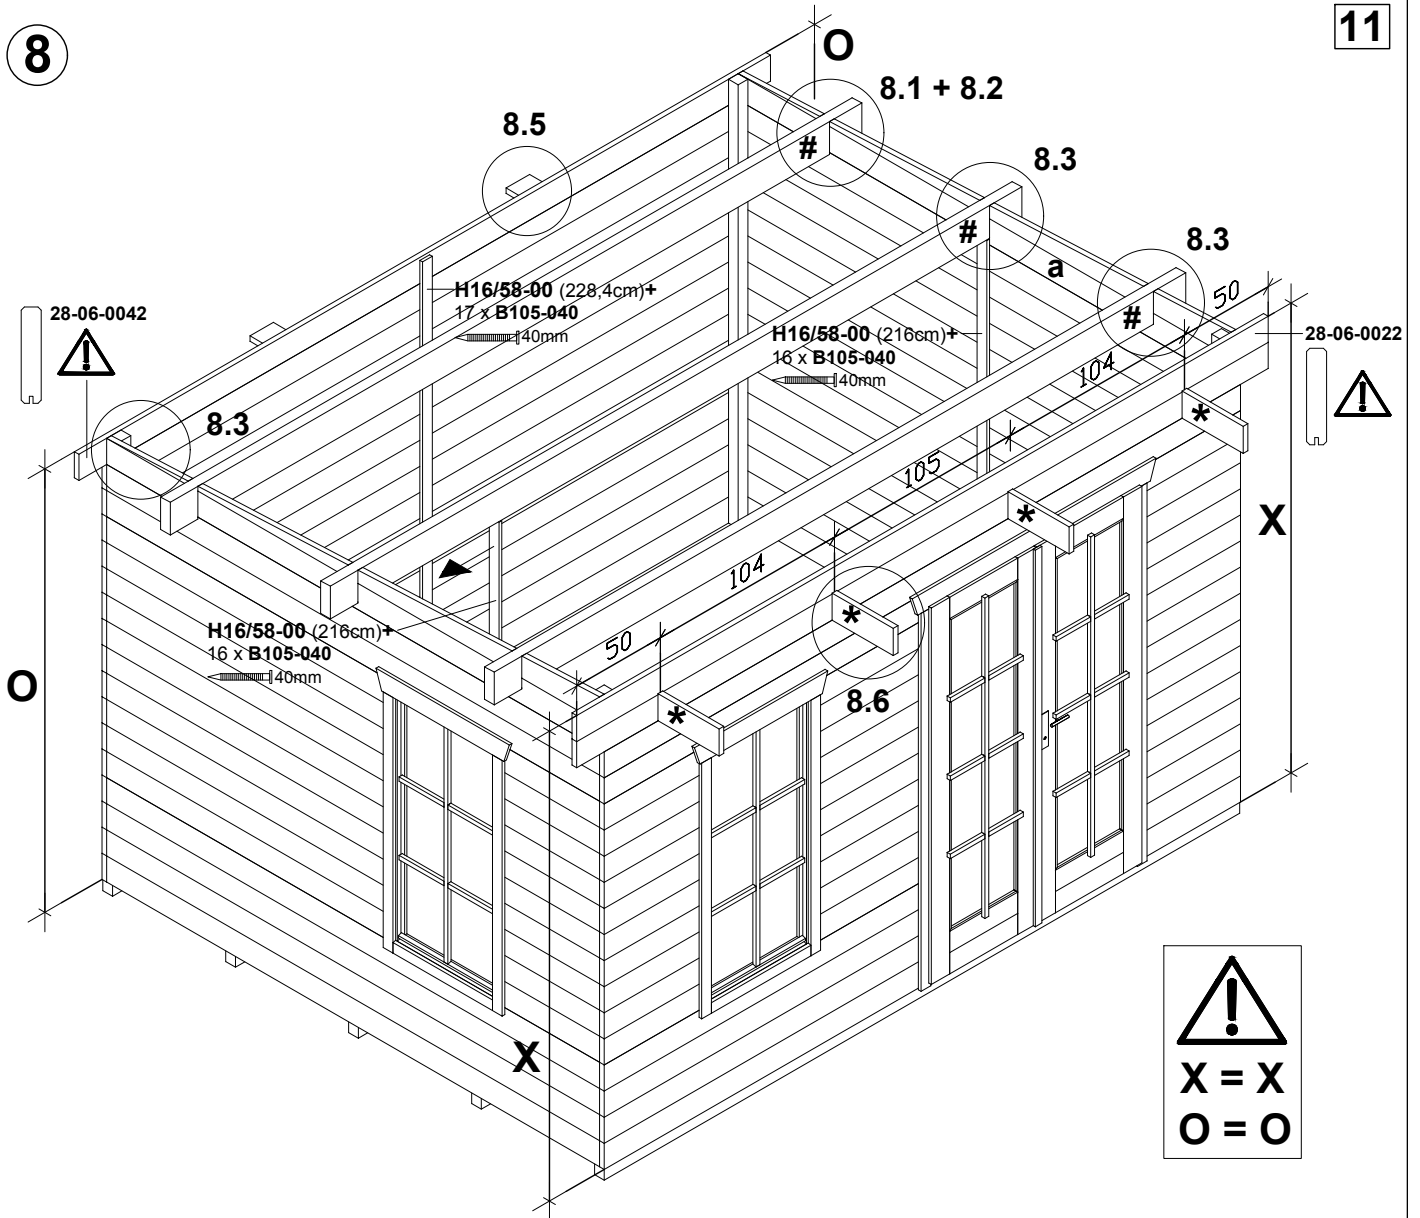 8
11
O
8.1 + 8.2
8.5
#
8.3
#
a
8.3
#
50
H16/58-00 (228,4cm)+
17 x B105-040
40mm
28-06-0042
H16/58-00 (216cm)+
16 x B105-040
40mm
28-06-0022
104
8.3
*
105
*
X
104
*
H16/58-00 (216cm)+
16 x B105-040
40mm
50
O
8.6
*
X
X = X
O = O